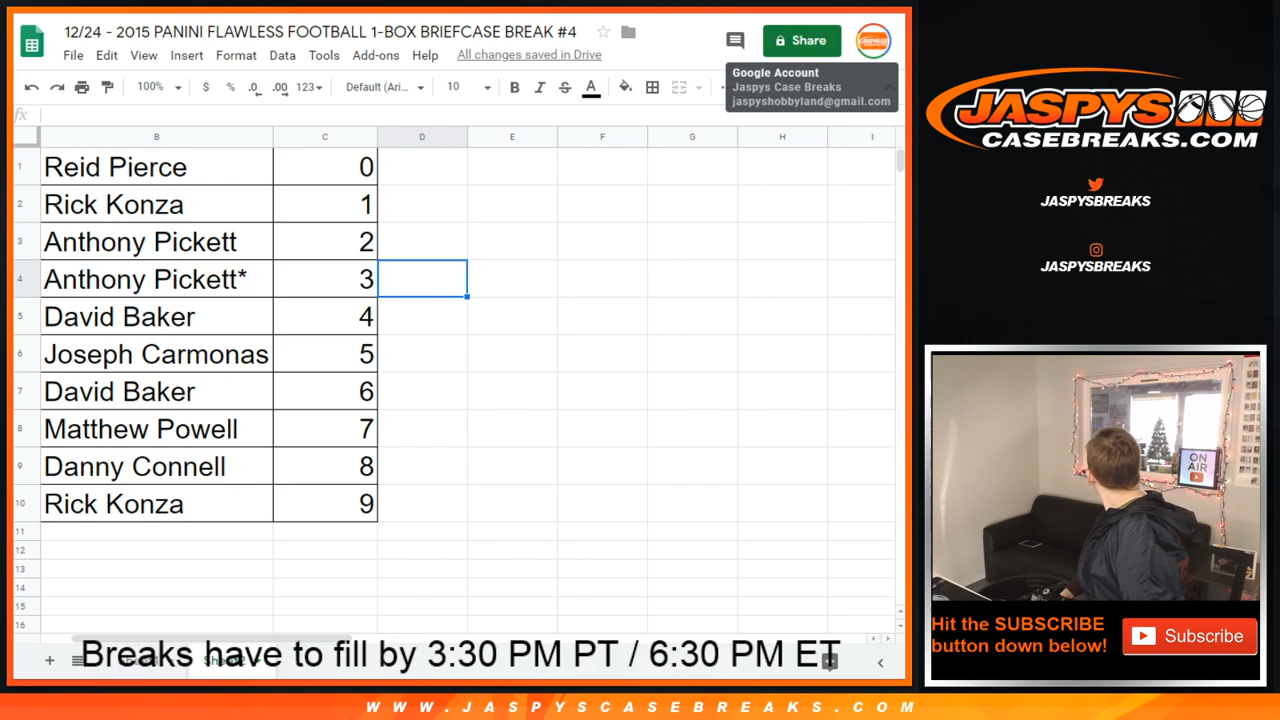 12/24 - 2015 PANINI FLAWLESS FOOTBALL 1-BOX BRIEFCASE BREAK #4
File Edit View Insert Format Data Tools Add-ons Help All changes saved in Drive
Share
Google Account
Jaspys Case Breaks
jaspyshobbyland@gmail.com
100% $ % .0 .00 123 Default (Ari... 10 B I S A
fx
B C D E F G H I
1 Reid Pierce 0
2 Rick Konza 1
3 Anthony Pickett 2
4 Anthony Pickett* 3
5 David Baker 4
6 Joseph Carmonas 5
7 David Baker 6
8 Matthew Powell 7
9 Danny Connell 8
10 Rick Konza 9
11
12
13
14
15
16
Breaks have to fill by 3:30 PM PT / 6:30 PM ET
JASPYS
CASEBREAKS.COM
JASPYSBREAKS
JASPYSBREAKS
ON
AIR
Hit the SUBSCRIBE
button down below!
Subscribe
WWW.JASPYSCASEBREAKS.COM